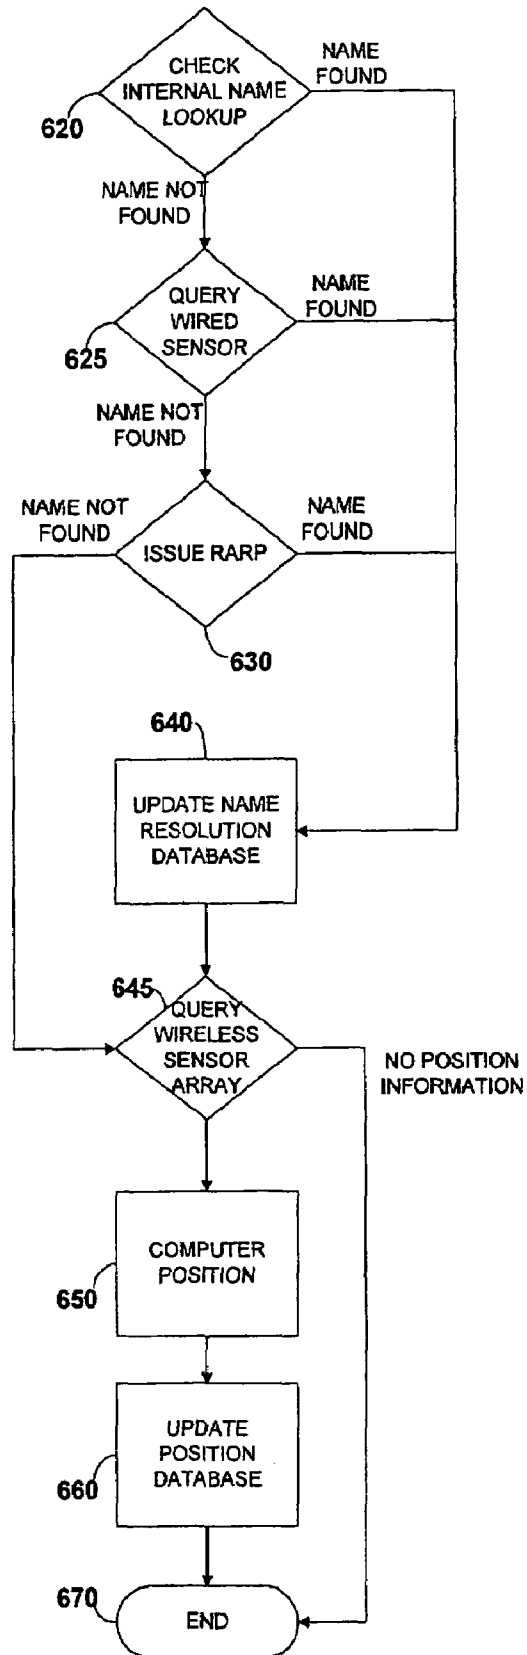 CHECK
INTERNAL NAME
LOOKUP
NAME
FOUND
620
NAME NOT
FOUND
QUERY
WIRED
SENSOR
NAME
FOUND
625
NAME NOT
FOUND
NAME NOT
FOUND
ISSUE RARP
NAME
FOUND
630
640
UPDATE NAME
RESOLUTION
DATABASE
645
QUERY
WIRELESS
SENSOR
ARRAY
NO POSITION
INFORMATION
COMPUTER
POSITION
650
UPDATE
POSITION
DATABASE
660
670
END